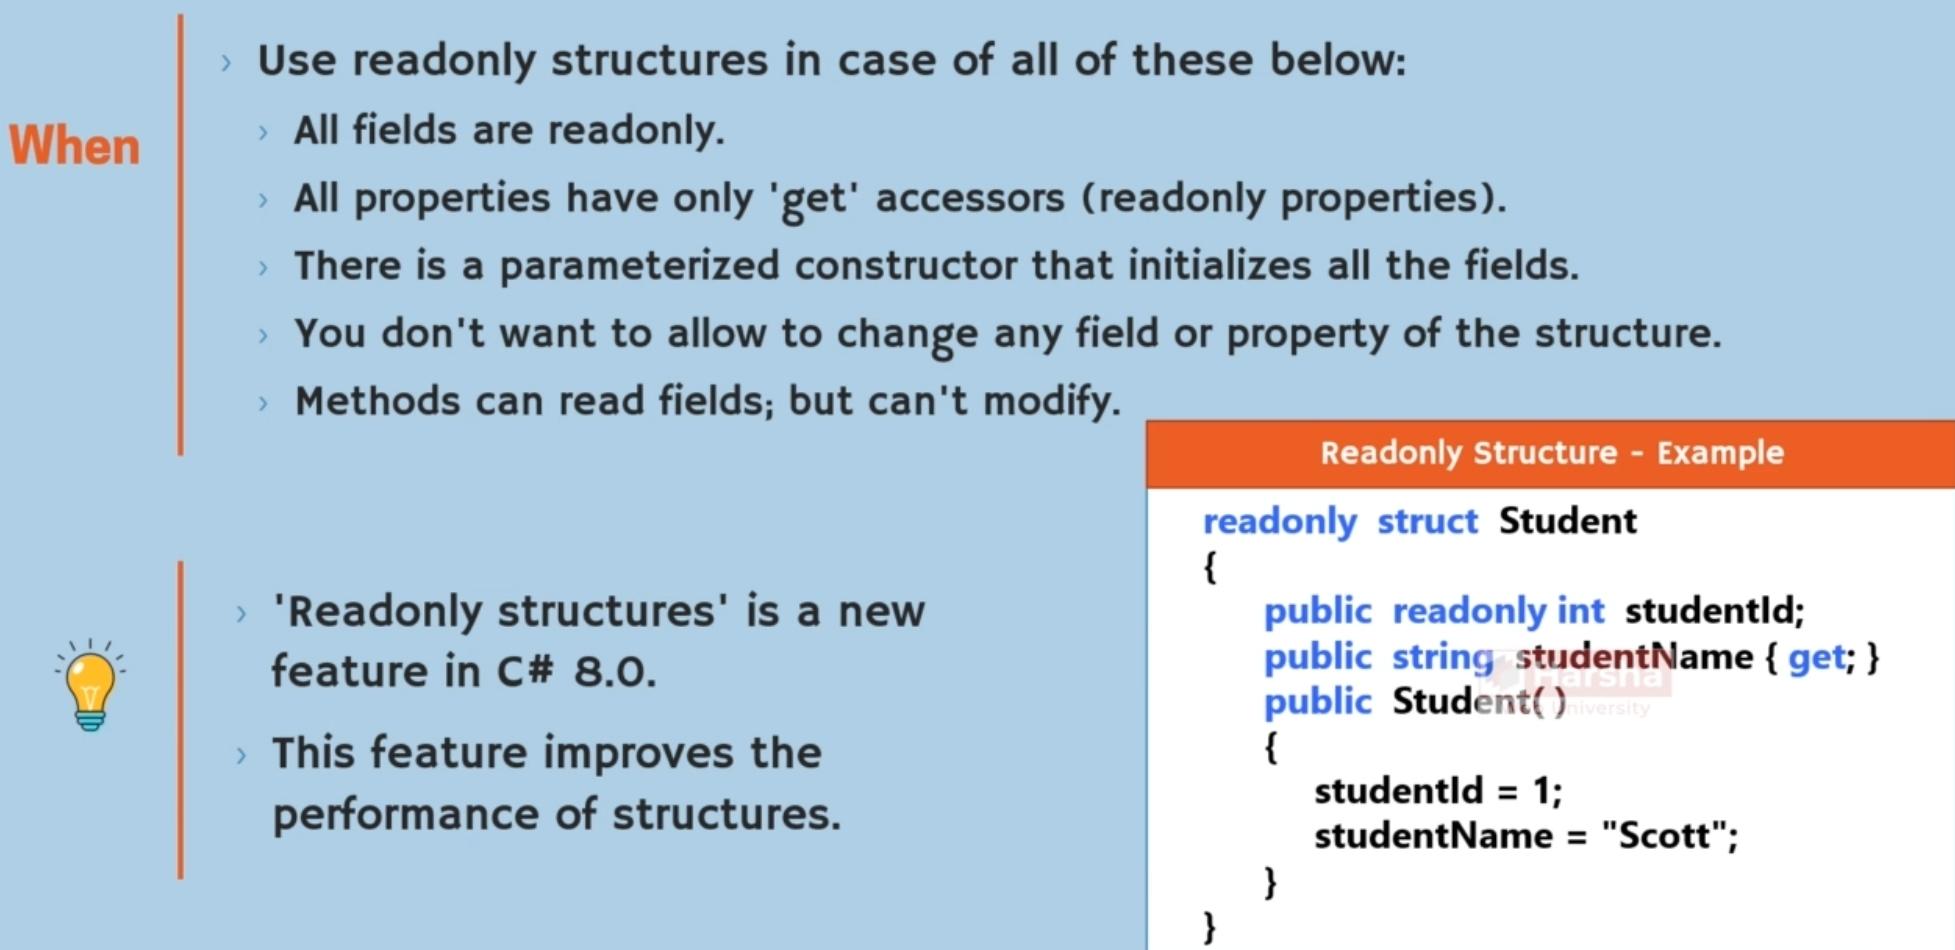 When
› Use readonly structures in case of all of these below:
› All fields are readonly.
› All properties have only 'get' accessors (readonly properties).
› There is a parameterized constructor that initializes all the fields.
› You don't want to allow to change any field or property of the structure.
› Methods can read fields; but can't modify.
› 'Readonly structures' is a new
feature in C# 8.0.
› This feature improves the
performance of structures.
Readonly Structure - Example
readonly struct Student
{
public readonly int studentId;
public string studentName { get; }
public Student( )
{
studentId = 1;
studentName = "Scott";
}
}
Harsha
University